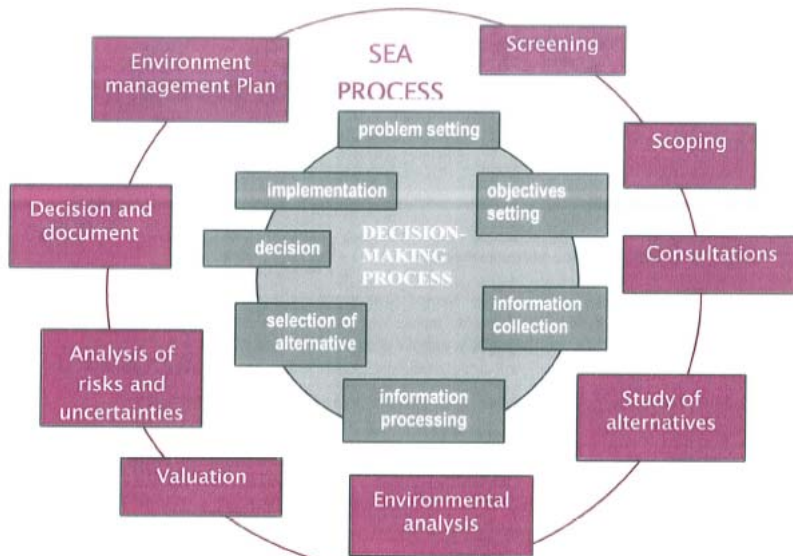 SEA
PROCESS
Screening
Scoping
Consultations
Study of
alternatives
Environmental
analysis
Valuation
Analysis of
risks and
uncertainties
Decision and
document
Environment
management Plan
problem setting
objectives
setting
information
collection
information
processing
selection of
alternative
decision
implementation
DECISION-
MAKING
PROCESS